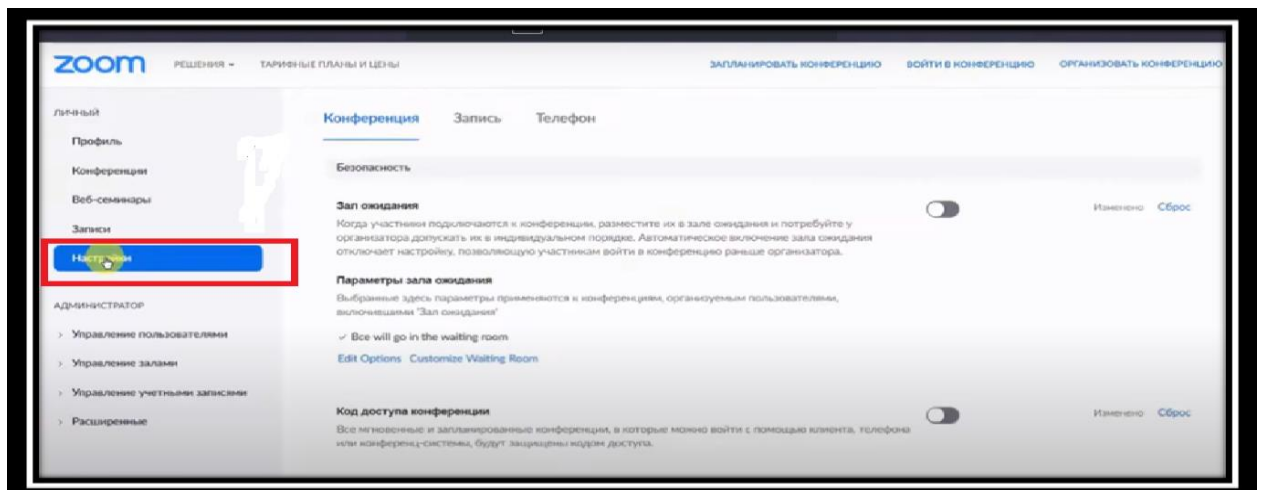 zoom РЕШЕНИЯ ТАРИФНЫЕ ПЛАНЫ И ЦЕНЫ ЗАПЛАНИРОВАТЬ КОНФЕРЕНЦИЮ ВОЙТИ В КОНФЕРЕНЦИЮ ОРГАНИЗОВАТЬ КОНФЕРЕНЦИЮ
ЛИЧНЫЙ
Профиль
Конференции
Веб-семинары
Записи
Настройки
АДМИНИСТРАТОР
Управление пользователями
Управление залами
Управление учетными записями
Расширенные
Конференция Запись Телефон
Безопасность
Зал ожидания
Изменено Сброс
Когда участники подключаются к конференции, разместите их в зале ожидания и потребуйте у
организатора допускать их в индивидуальном порядке. Автоматическое включение зала ожидания
отключает настройку, позволяющую участникам войти в конференцию раньше организатора.
Параметры зала ожидания
Выбранные здесь параметры применяются к конференциям, организуемым пользователями,
включившими 'Зал ожидания'
✓ Все will go in the waiting room
Edit Options Customize Waiting Room
Код доступа конференции
Изменено Сброс
Все мгновенные и запланированные конференции, в которые можно войти с помощью клиента, телефона
или конференц-системы, будут защищены кодом доступа.